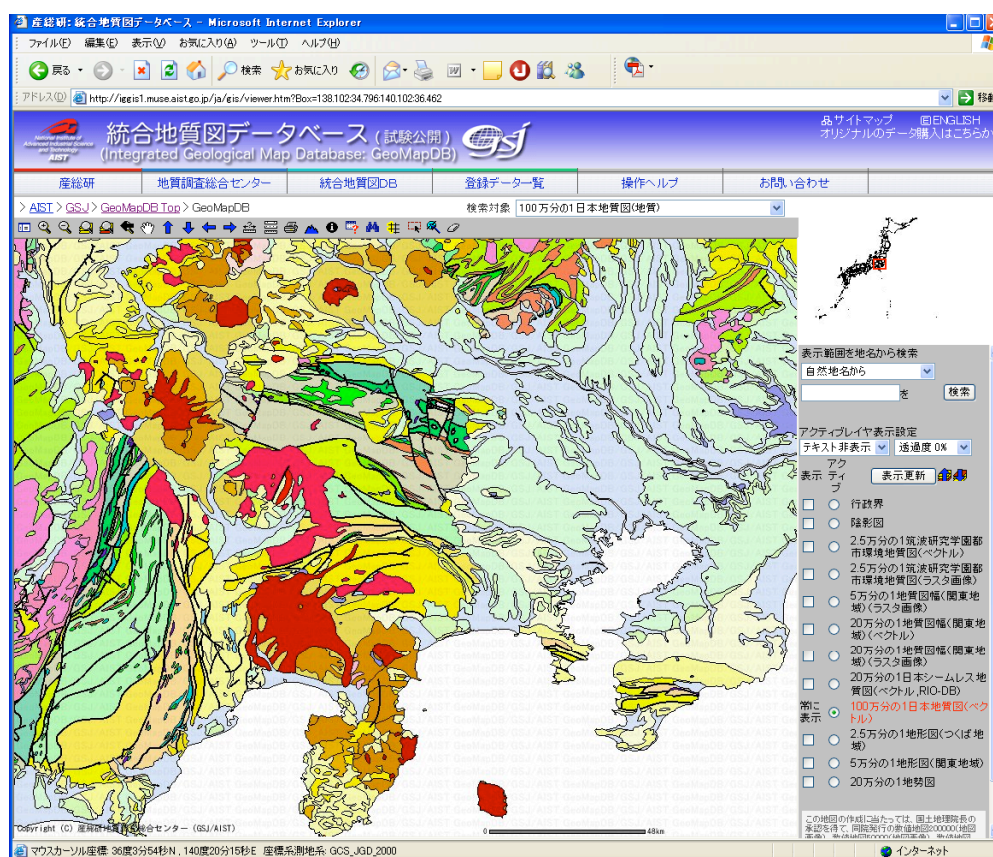 産総研: 統合地質図データベース - Microsoft Internet Explorer
ファイル(F) 編集(E) 表示(V) お気に入り(A) ツール(T) ヘルプ(H)
戻る 検索 お気に入り
アドレス(D) http://iggis1.muse.aist.go.jp/ja/gis/viewer.htm?Box=138.102:34.796:140.102:36.462 移動
National Institute of
Advanced Industrial Science
and Technology
AIST
統合地質図データベース (試験公開)
(Integrated Geological Map Database: GeoMapDB)
GSJ
サイトマップ ENGLISH
オリジナルのデータ購入はこちらか
産総研 地質調査総合センター 統合地質図DB 登録データ一覧 操作ヘルプ お問い合わせ
> AIST > GSJ > GeoMapDB Top > GeoMapDB 検索対象 100万分の1日本地質図(地質)
表示範囲を地名から検索
自然地名から
を 検索
アクティブレイヤ表示設定
テキスト非表示 透過度 0%
表示 アクティブ 表示更新
行政界
陰影図
2.5万分の1筑波研究学園都
市環境地質図(ベクトル)
2.5万分の1筑波研究学園都
市環境地質図(ラスタ画像)
5万分の1地質図幅(関東地
域)(ラスタ画像)
20万分の1地質図幅(関東地
域)(ベクトル)
20万分の1地質図幅(関東地
域)(ラスタ画像)
20万分の1日本シームレス地
質図(ベクトル,RIO-DB)
常に表示 100万分の1日本地質図(ベク
トル)
2.5万分の1地形図(つくば地
域)
5万分の1地形図(関東地域)
20万分の1地勢図
この地図の作成に当たっては、国土地理院長の
承認を得て、同院発行の数値地図200000(地図
Copyright (C) 産総研地質調査総合センター (GSJ/AIST)
0 48km
マウスカーソル座標: 36度3分54秒N , 140度20分15秒E 座標系測地系: GCS_JGD_2000 インターネット